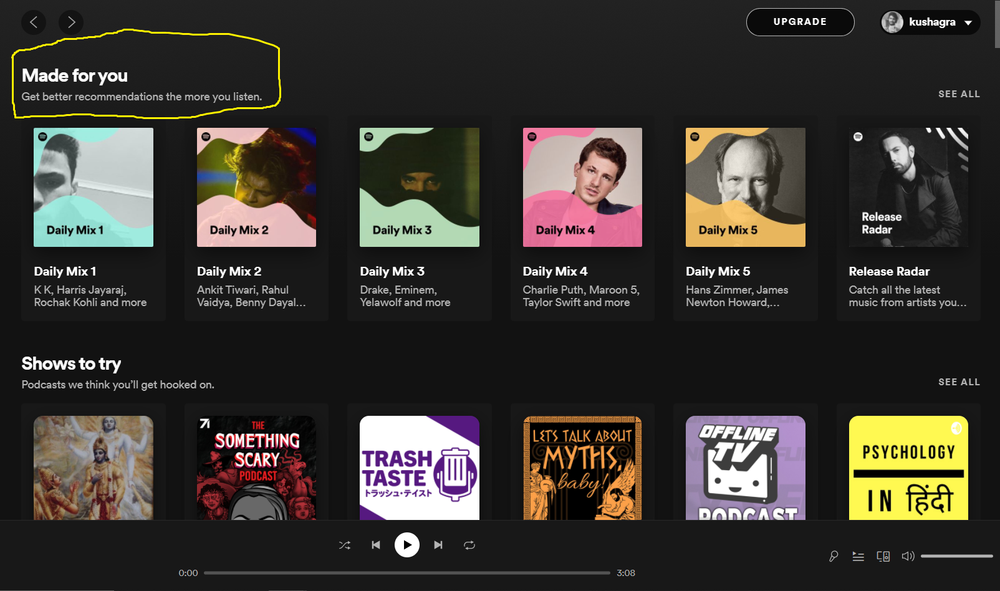 UPGRADE
kushagra
Made for you
Get better recommendations the more you listen.
SEE ALL
Daily Mix 1
Daily Mix 2
Daily Mix 3
Daily Mix 4
Daily Mix 5
Release
Radar
Daily Mix 1
K K, Harris Jayaraj,
Rochak Kohli and more
Daily Mix 2
Ankit Tiwari, Rahul
Vaidya, Benny Dayal...
Daily Mix 3
Drake, Eminem,
Yelawolf and more
Daily Mix 4
Charlie Puth, Maroon 5,
Taylor Swift and more
Daily Mix 5
Hans Zimmer, James
Newton Howard,...
Release Radar
Catch all the latest
music from artists you...
Shows to try
Podcasts we think you’ll get hooked on.
SEE ALL
THE
SOMETHING
SCARY
PODCAST
TRASH
TASTE
トラッシュ・テイスト
LET'S TALK ABOUT
MYTHS,
baby!
OFFLINE
TV
PODCAST
PSYCHOLOGY
IN हिंदी
0:00
3:08